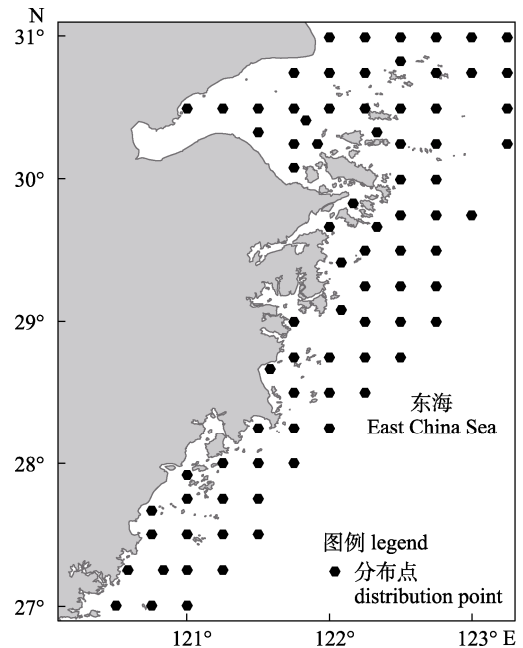 N
31°
30°
29°
28°
27°
东海
East China Sea
图例 legend
分布点
distribution point
121°
122°
123° E